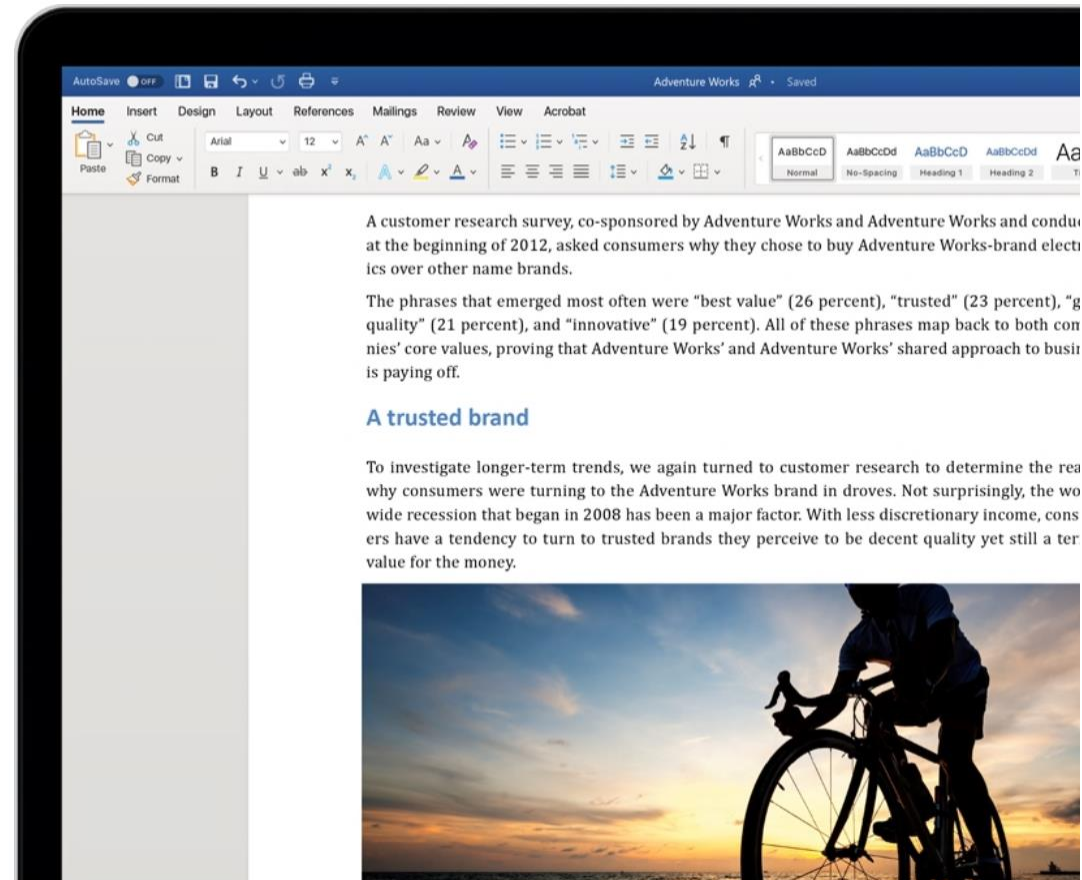 AutoSave OFF Adventure Works • Saved
Home Insert Design Layout References Mailings Review View Acrobat
Paste
Cut
Copy
Format
Arial 12 Aa
B I U ab x² x₂ A A
AaBbCcD AaBbCcDd AaBbCcD AaBbCcDd Aa
Normal No-Spacing Heading 1 Heading 2
A customer research survey, co-sponsored by Adventure Works and Adventure Works and conduc
at the beginning of 2012, asked consumers why they chose to buy Adventure Works-brand electr
ics over other name brands.
The phrases that emerged most often were “best value” (26 percent), “trusted” (23 percent), “g
quality” (21 percent), and “innovative” (19 percent). All of these phrases map back to both com
nies’ core values, proving that Adventure Works’ and Adventure Works’ shared approach to busin
is paying off.
A trusted brand
To investigate longer-term trends, we again turned to customer research to determine the rea
why consumers were turning to the Adventure Works brand in droves. Not surprisingly, the wo
wide recession that began in 2008 has been a major factor. With less discretionary income, cons
ers have a tendency to turn to trusted brands they perceive to be decent quality yet still a ter
value for the money.